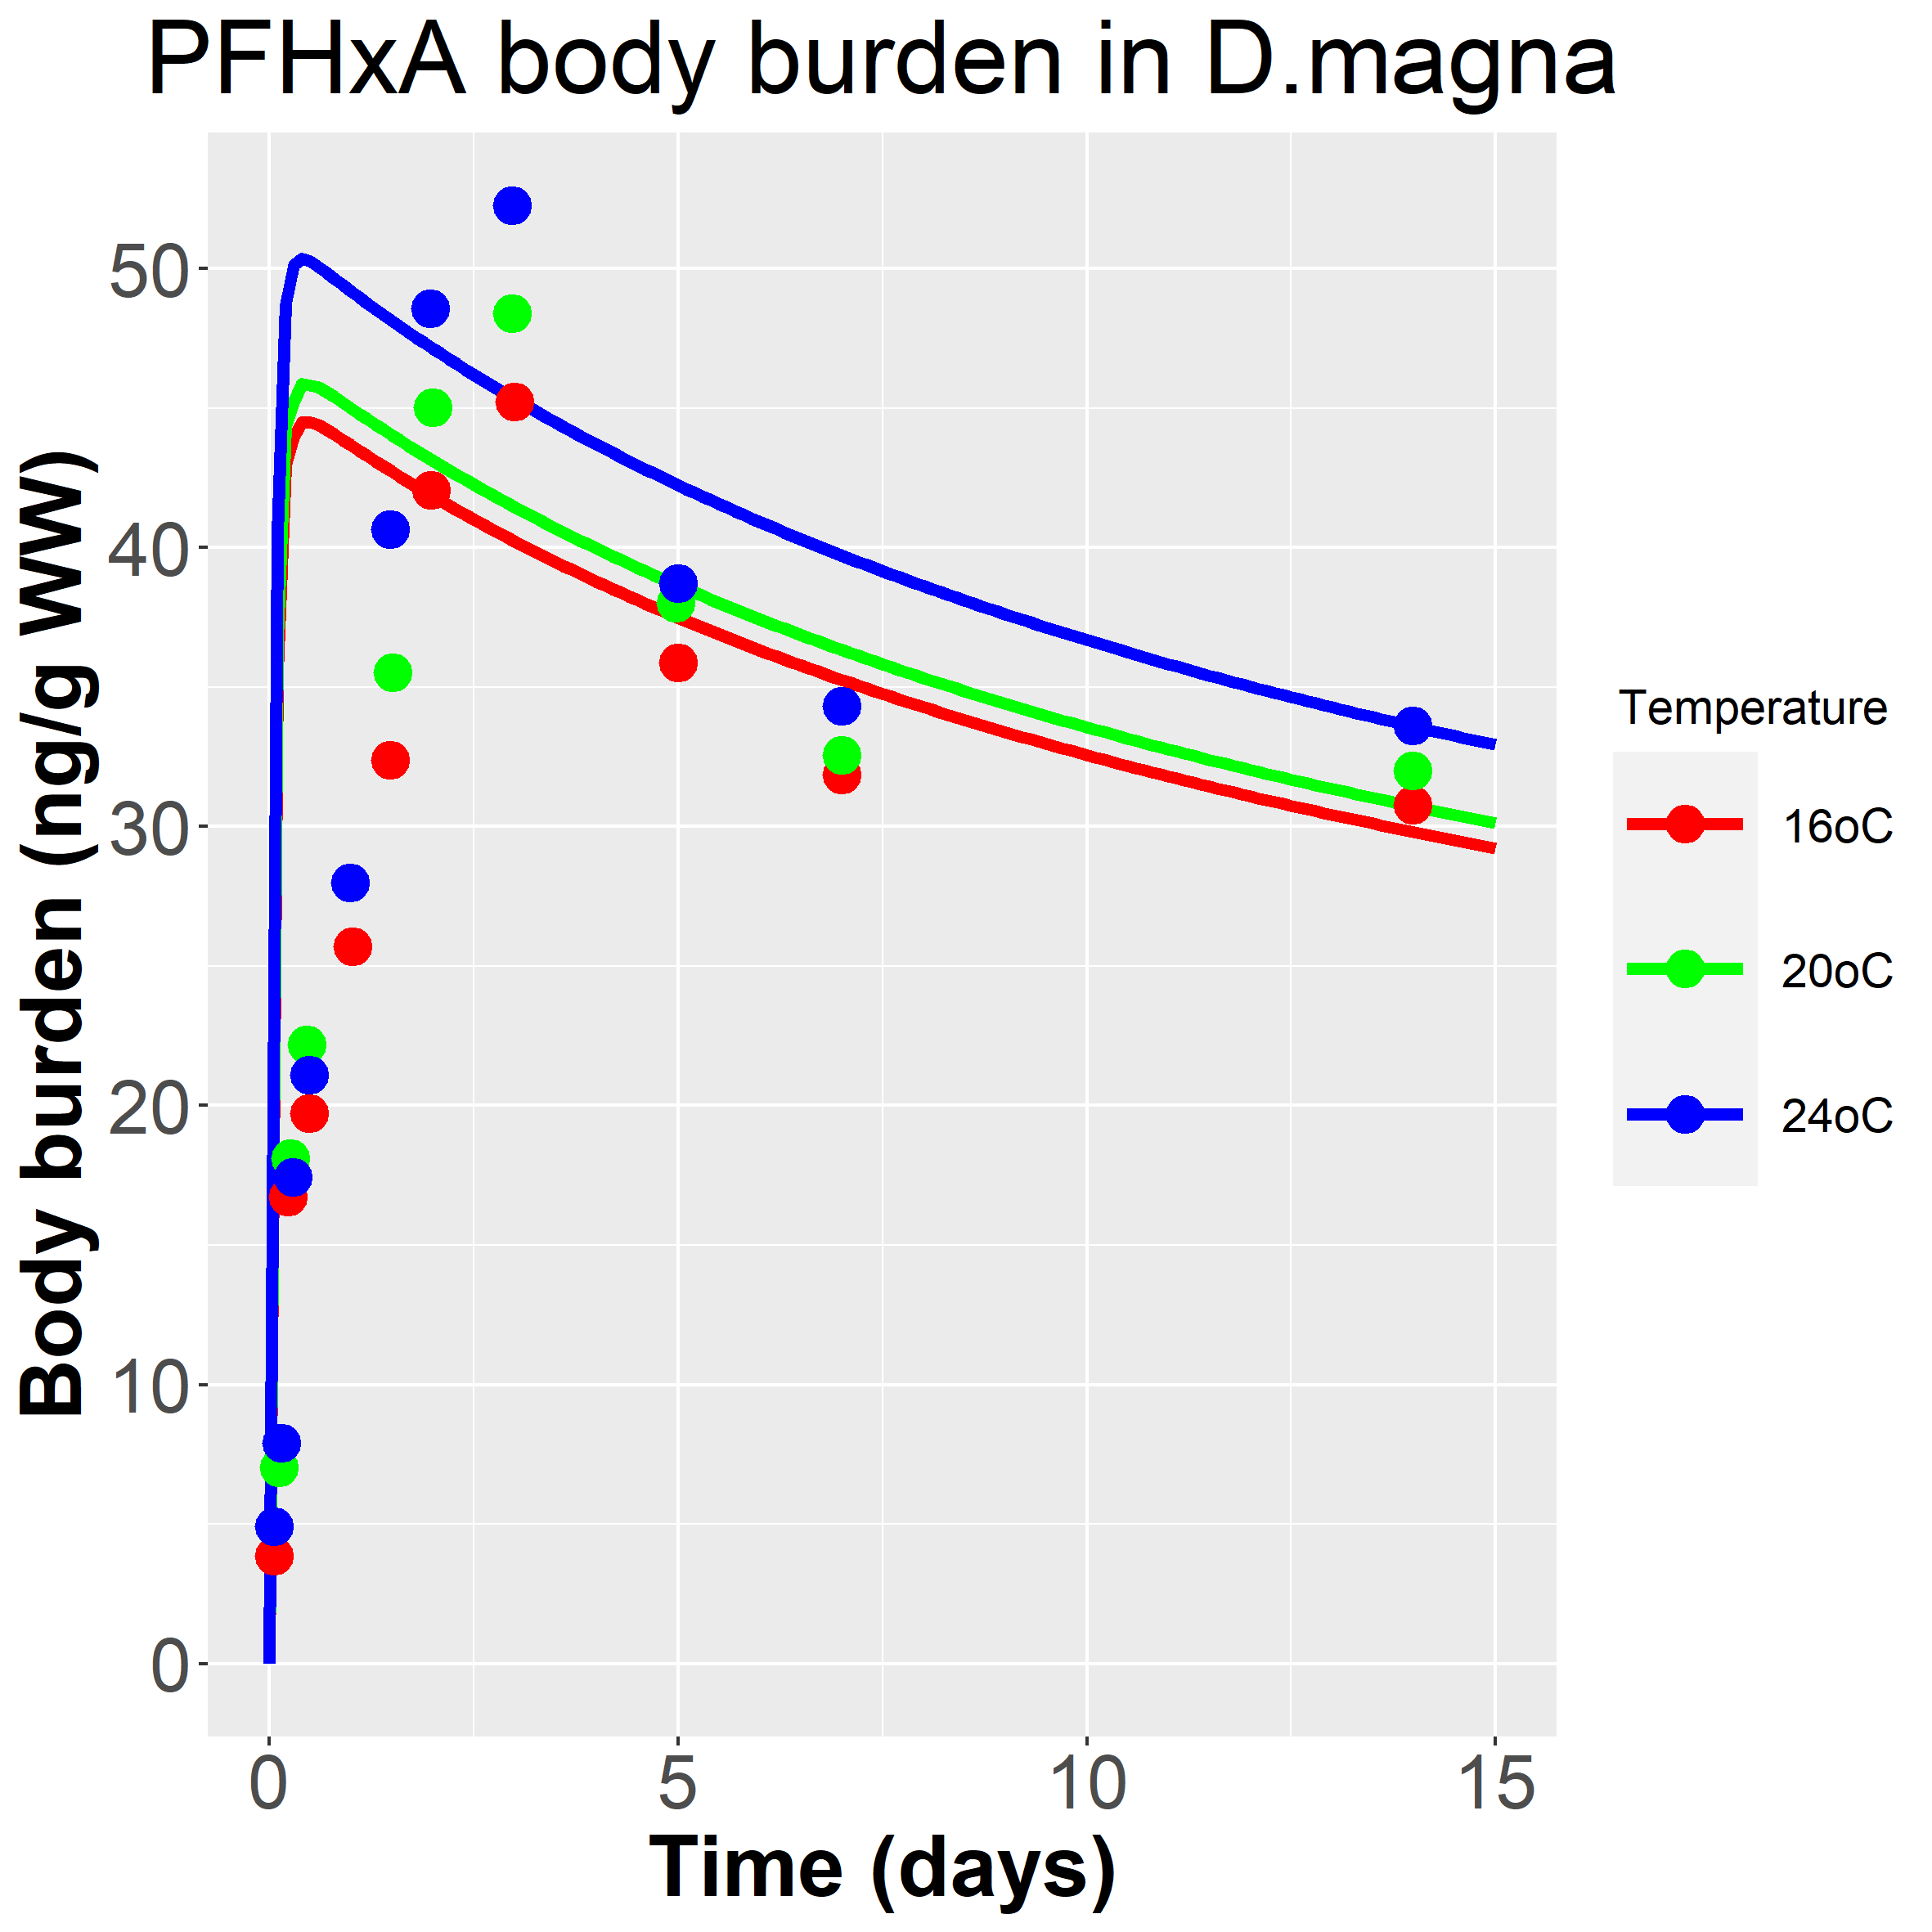 PFHxA body burden in D.magna
Body burden (ng/g WW)
50
40
30
20
10
0
0 5 10 15
Time (days)
Temperature
16oC
20oC
24oC